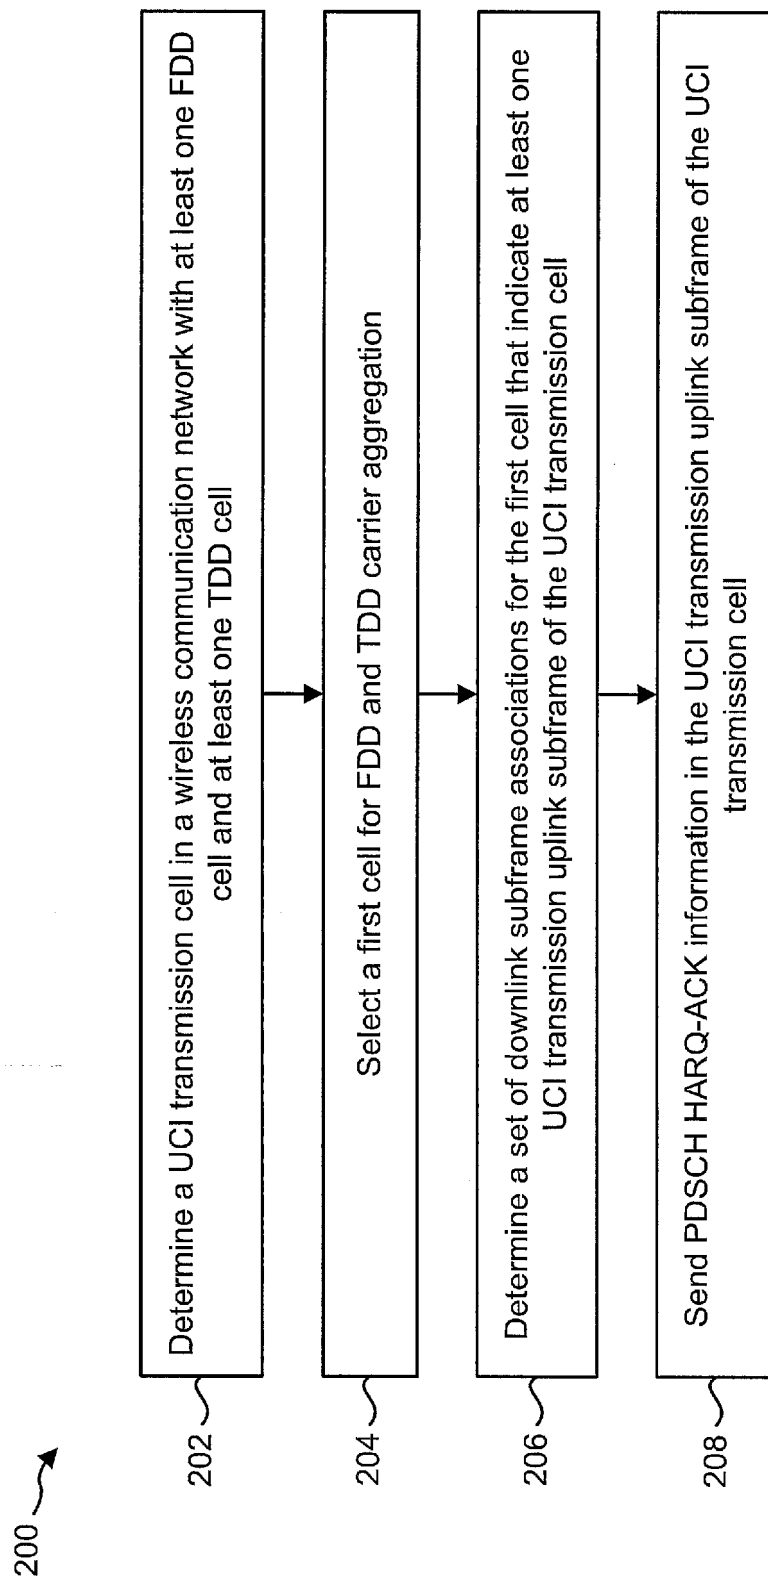 200
202
Determine a UCI transmission cell in a wireless communication network with at least one FDD
cell and at least one TDD cell
204
Select a first cell for FDD and TDD carrier aggregation
206
Determine a set of downlink subframe associations for the first cell that indicate at least one
UCI transmission uplink subframe of the UCI transmission cell
208
Send PDSCH HARQ-ACK information in the UCI transmission uplink subframe of the UCI
transmission cell